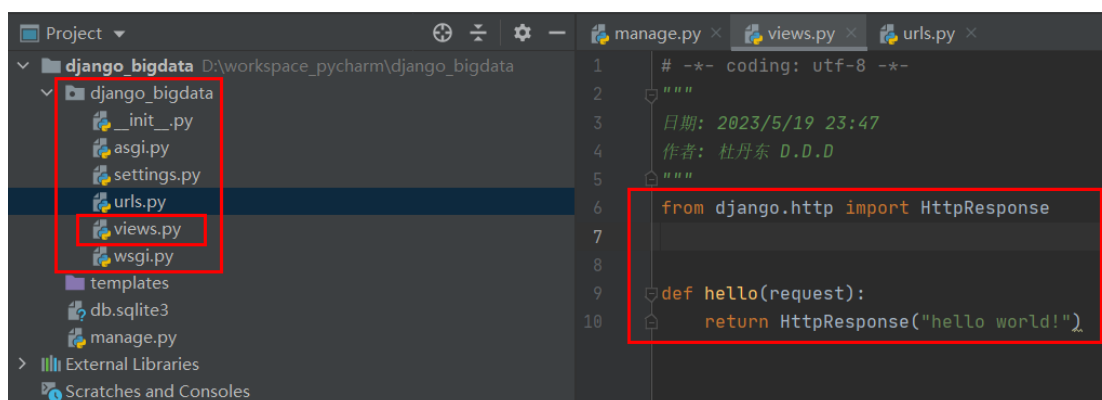 Project
django_bigdata D:\workspace_pycharm\django_bigdata
django_bigdata
__init__.py
asgi.py
settings.py
urls.py
views.py
wsgi.py
templates
db.sqlite3
manage.py
External Libraries
Scratches and Consoles
manage.py views.py urls.py
1 # -*- coding: utf-8 -*-
2 """
3 日期: 2023/5/19 23:47
4 作者: 杜丹东 D.D.D
5 """
6 from django.http import HttpResponse
7
8
9 def hello(request):
10 return HttpResponse("hello world!")